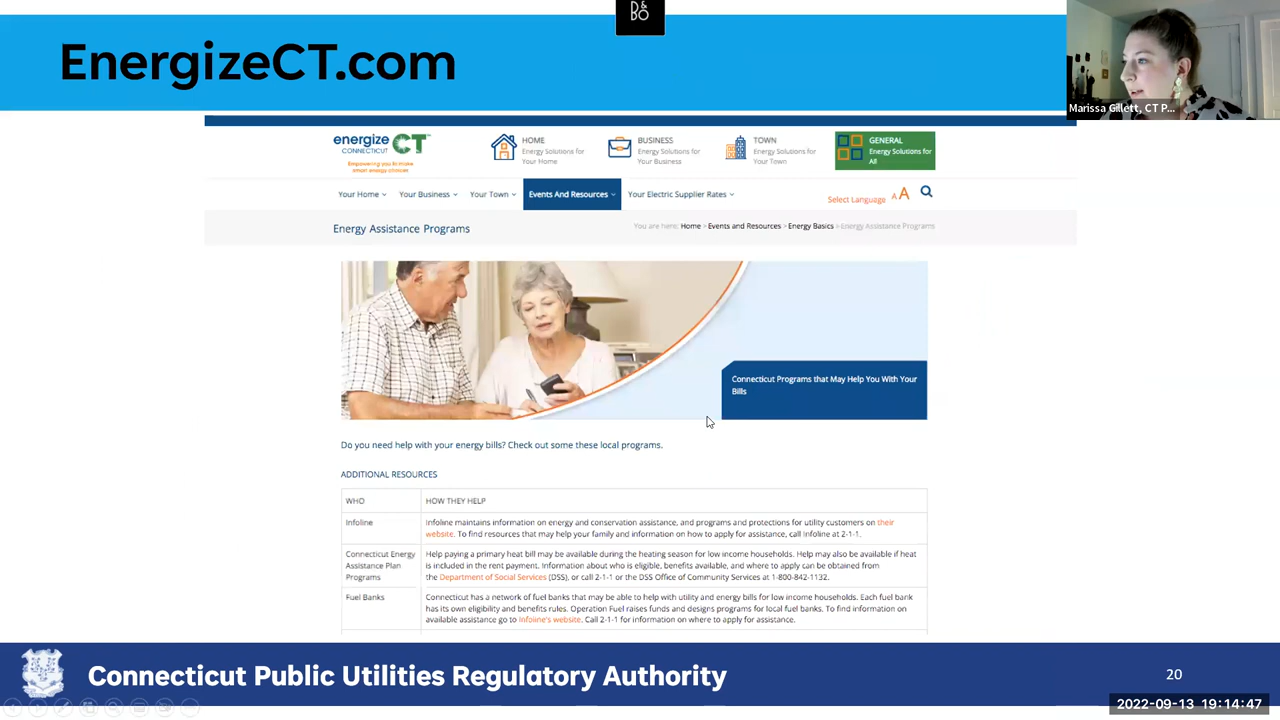 D&
BO
EnergizeCT.com
Marissa Gillett, CT P...
energize CT
CONNECTICUT
Empowering you to make
smart energy choices
HOME
Energy Solutions for
Your Home
BUSINESS
Energy Solutions for
Your Business
TOWN
Energy Solutions for
Your Town
GENERAL
Energy Solutions for
All
Your Home
Your Business
Your Town
Events And Resources
Your Electric Supplier Rates
Select Language
A A
Energy Assistance Programs
You are here: Home > Events and Resources > Energy Basics > Energy Assistance Programs
Connecticut Programs that May Help You With Your
Bills
Do you need help with your energy bills? Check out some these local programs.
ADDITIONAL RESOURCES
WHO
HOW THEY HELP
Infoline
Infoline maintains information on energy and conservation assistance, and programs and protections for utility customers on their
website. To find resources that may help your family and information on how to apply for assistance, call Infoline at 2-1-1.
Connecticut Energy
Assistance Plan
Programs
Help paying a primary heat bill may be available during the heating season for low income households. Help may also be available if heat
is included in the rent payment. Information about who is eligible, benefits available, and where to apply can be obtained from
the Department of Social Services (DSS), or call 2-1-1 or the DSS Office of Community Services at 1-800-842-1132.
Fuel Banks
Connecticut has a network of fuel banks that may be able to help with utility and energy bills for low income households. Each fuel bank
has its own eligibility and benefits rules. Operation Fuel raises funds and designs programs for local fuel banks. To find information on
available assistance go to Infoline's website. Call 2-1-1 for information on where to apply for assistance.
Connecticut Public Utilities Regulatory Authority
20
2022-09-13 19:14:47